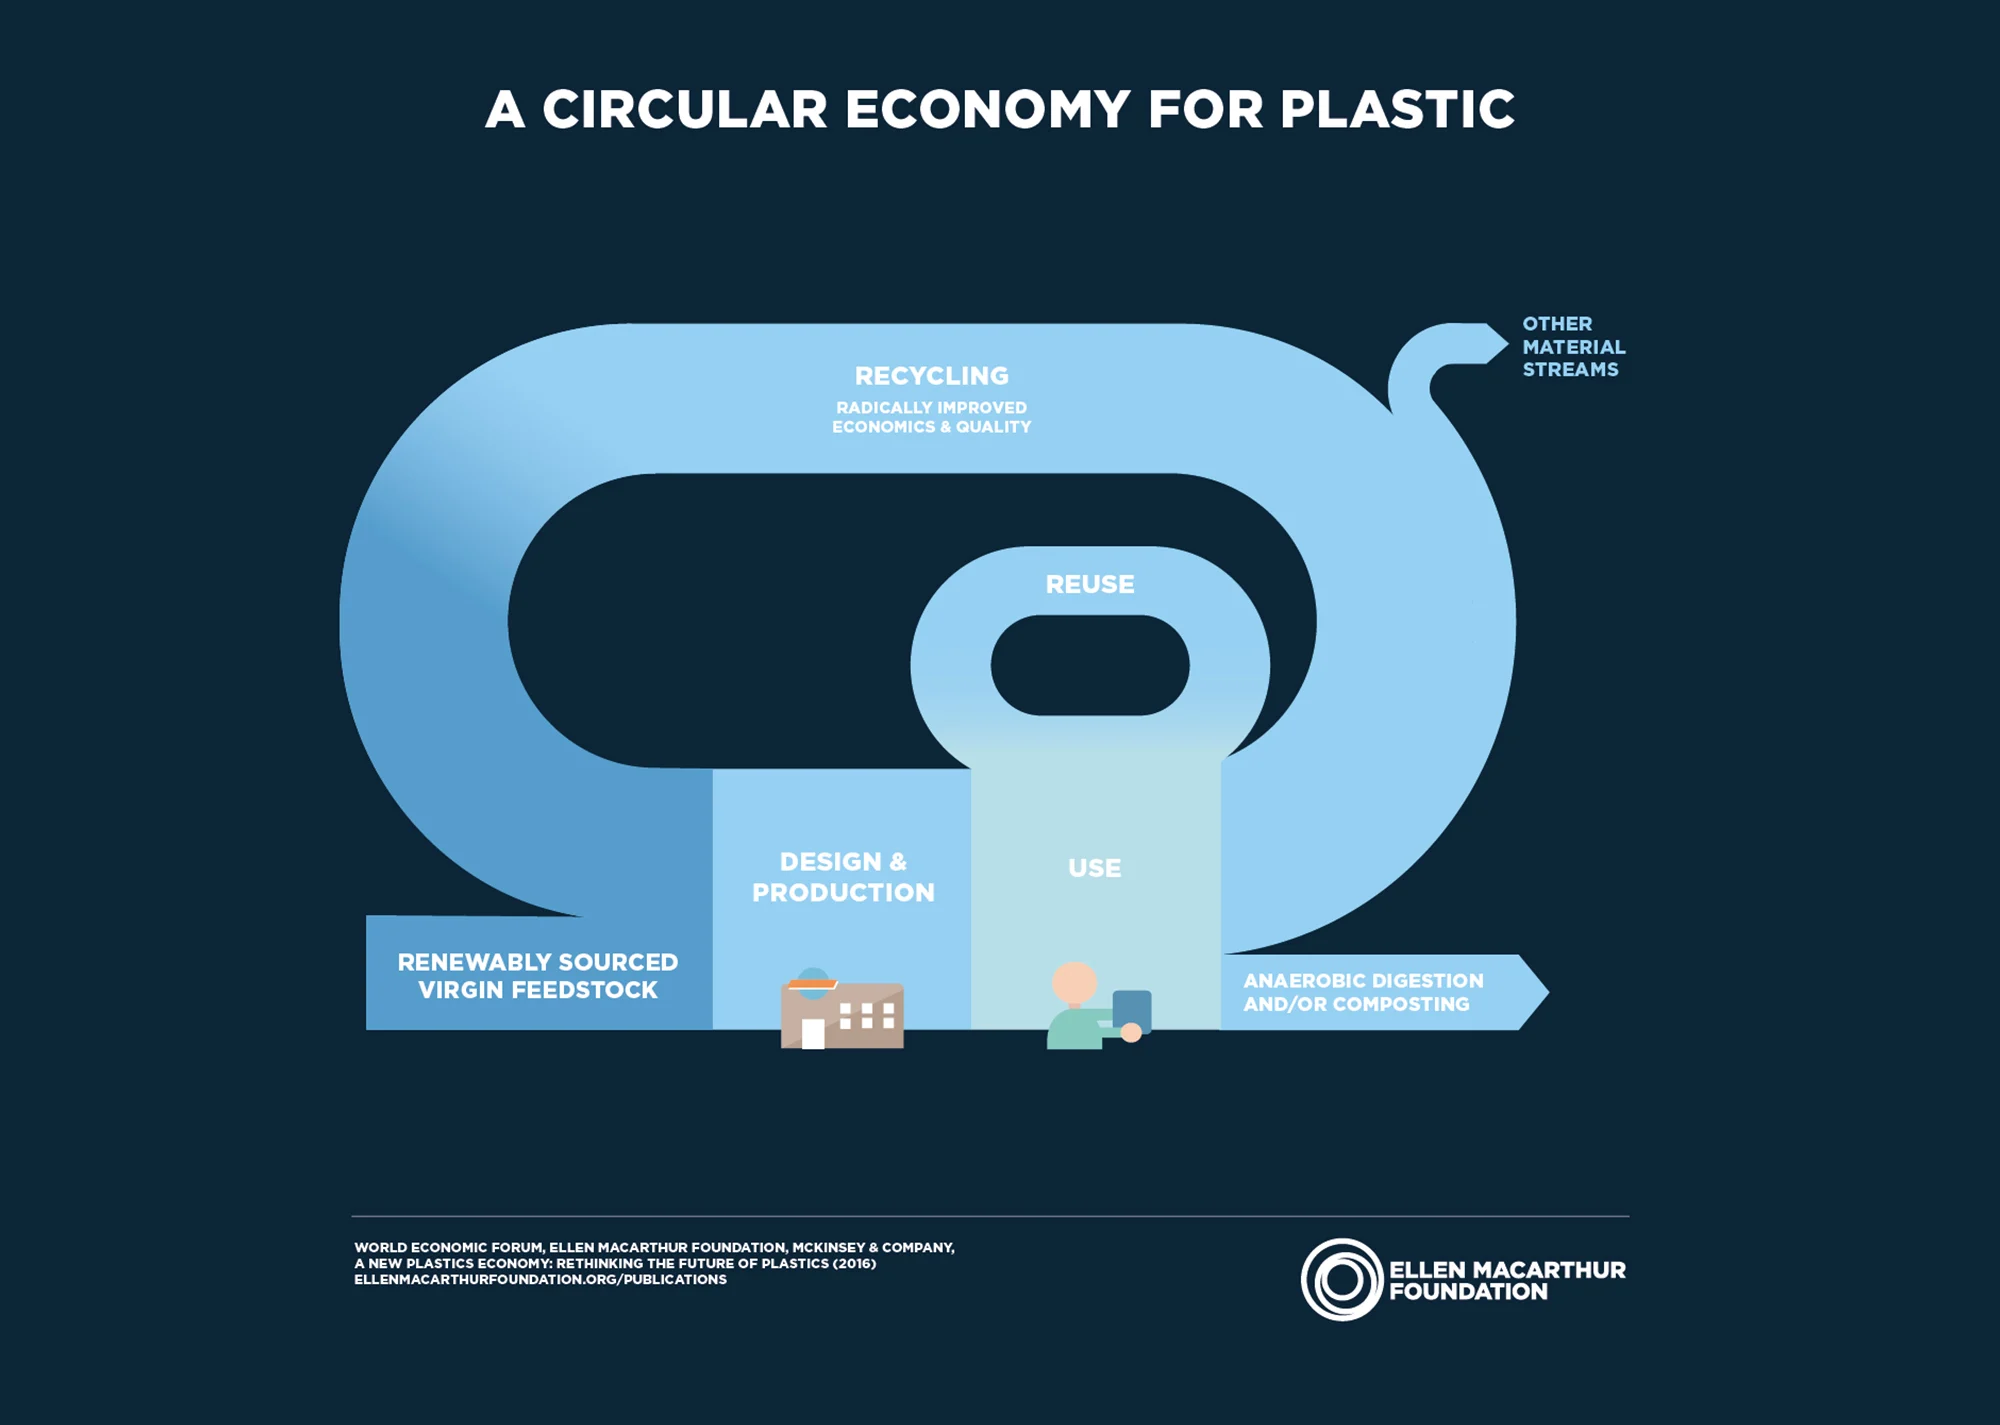 A CIRCULAR ECONOMY FOR PLASTIC
OTHER
MATERIAL
STREAMS
RECYCLING
RADICALLY IMPROVED
ECONOMICS & QUALITY
REUSE
DESIGN &
PRODUCTION
USE
RENEWABLY SOURCED
VIRGIN FEEDSTOCK
ANAEROBIC DIGESTION
AND/OR COMPOSTING
WORLD ECONOMIC FORUM, ELLEN MACARTHUR FOUNDATION, MCKINSEY & COMPANY,
A NEW PLASTICS ECONOMY: RETHINKING THE FUTURE OF PLASTICS (2016)
ELLENMACARTHURFOUNDATION.ORG/PUBLICATIONS
ELLEN MACARTHUR
FOUNDATION